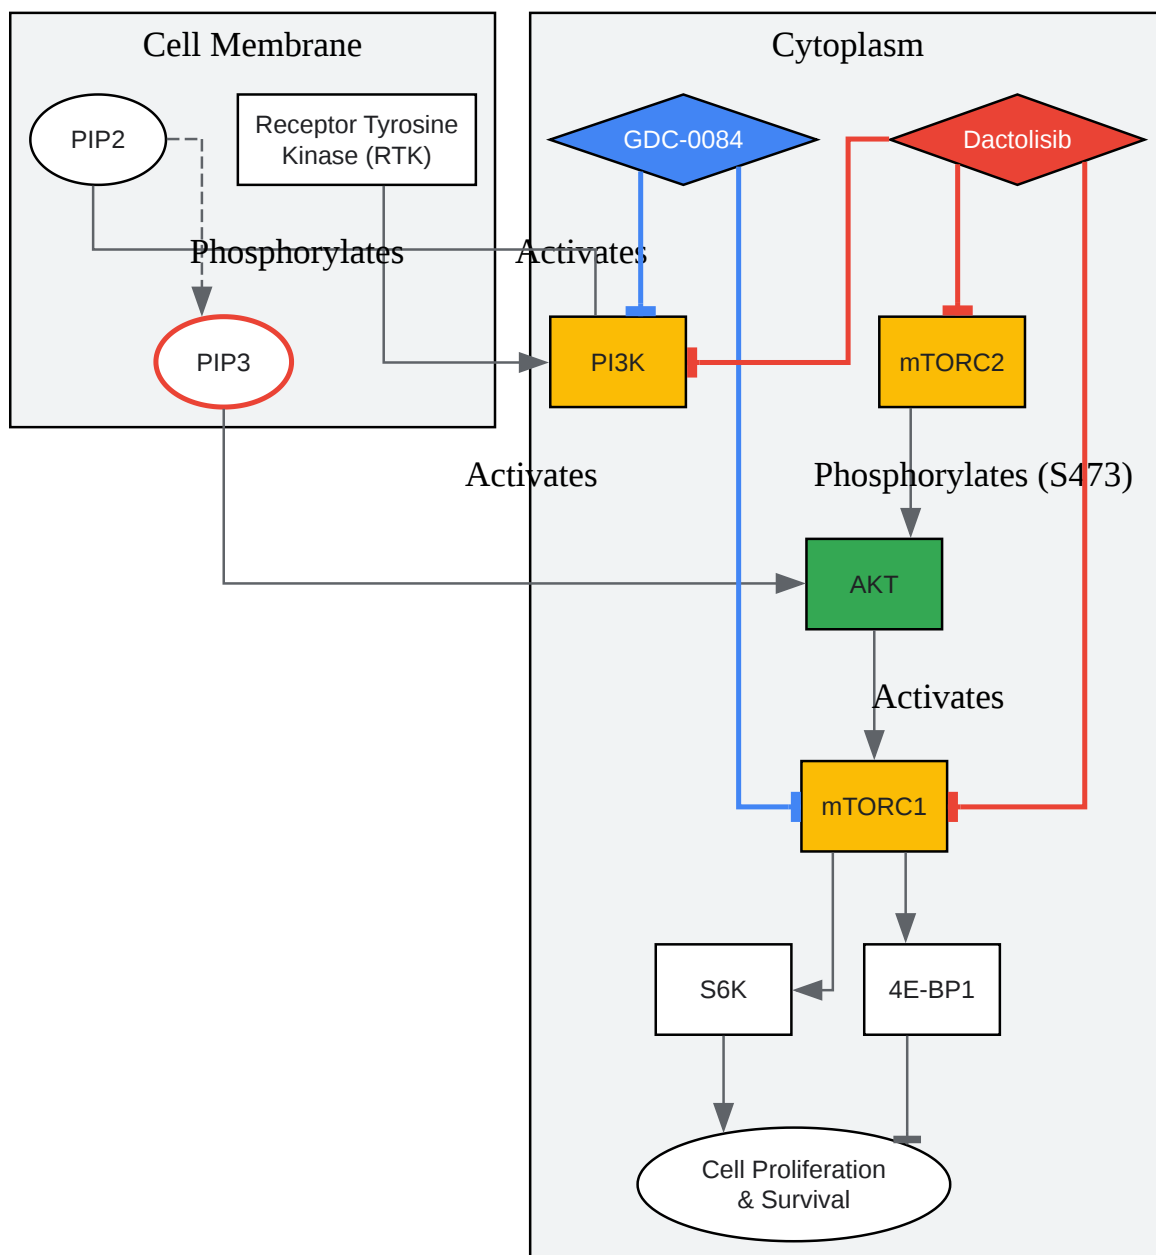 Cell Membrane
Cytoplasm
PIP2
Receptor Tyrosine
Kinase (RTK)
GDC-0084
Dactolisib
Phosphorylates
Activates
PIP3
PI3K
mTORC2
Activates
Phosphorylates (S473)
AKT
Activates
mTORC1
S6K
4E-BP1
Cell Proliferation
& Survival